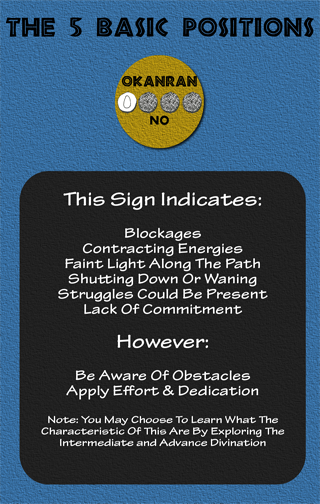 THE 5 BASIC POSITIONS
OKANRAN
NO
This Sign Indicates:
Blockages
Contracting Energies
Faint Light Along The Path
Shutting Down Or Waning
Struggles Could Be Present
Lack Of Commitment
However:
Be Aware Of Obstacles
Apply Effort & Dedication
Note: You May Choose To Learn What The
Characteristic Of This Are By Exploring The
Intermediate and Advance Divination